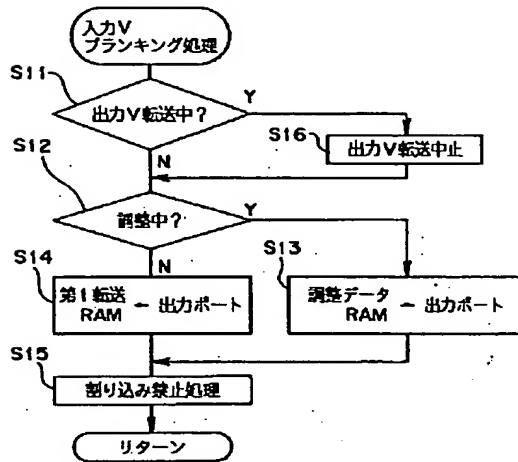 入力V
ブランキング処理
S11
出力V転送中？
Y
N
S16
出力V転送中止
S12
調整中？
Y
N
S14
第1転送
RAM ← 出力ポート
S13
調整データ
RAM ← 出力ポート
S15
割り込み禁止処理
リターン